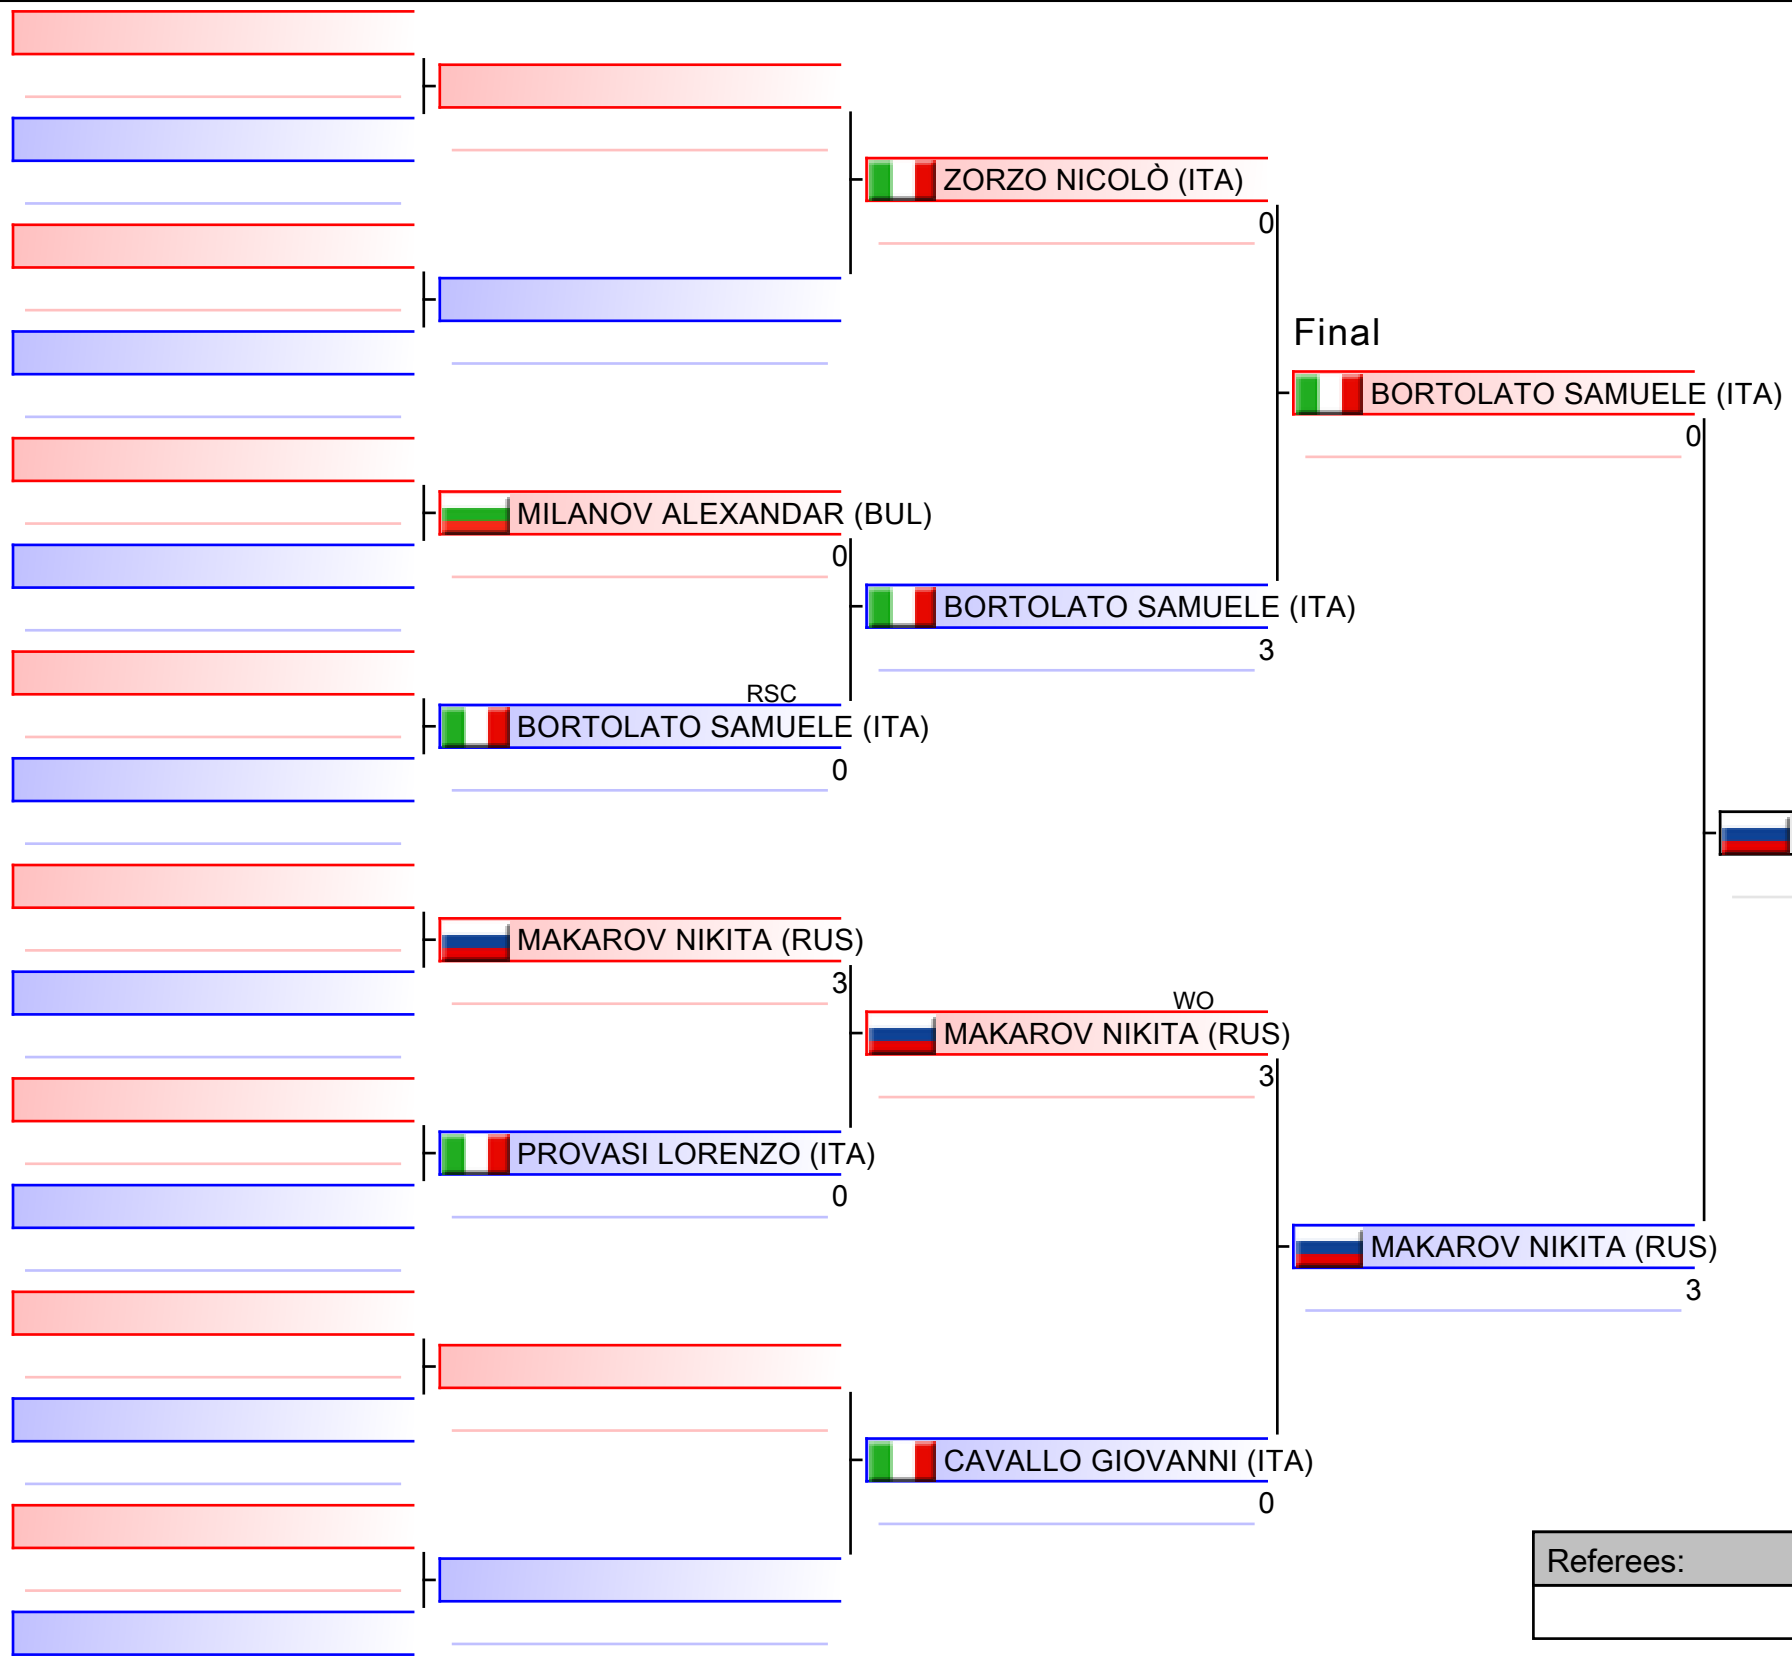 ZORZO NICOLÒ (ITA)
0
Final
BORTOLATO SAMUELE (ITA)
0
MILANOV ALEXANDAR (BUL)
0
BORTOLATO SAMUELE (ITA)
3
RSC
BORTOLATO SAMUELE (ITA)
0
MAKAROV NIKITA (RUS)
3
WO
MAKAROV NIKITA (RUS)
3
PROVASI LORENZO (ITA)
0
MAKAROV NIKITA (RUS)
3
CAVALLO GIOVANNI (ITA)
0
Referees: